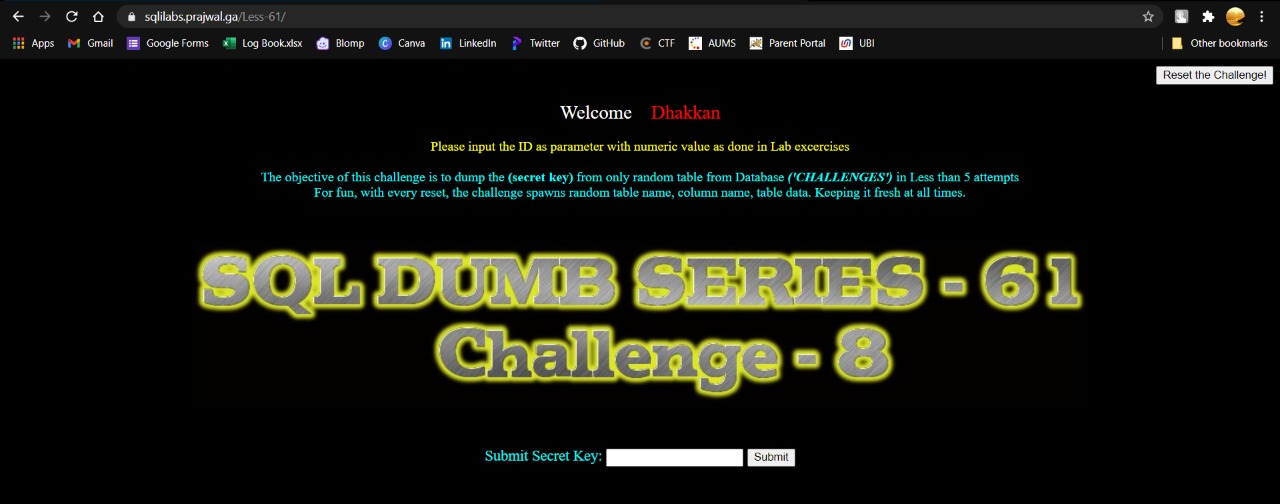 sqlilabs.prajwal.ga/Less-61/
Apps Gmail Google Forms Log Book.xlsx Blomp Canva LinkedIn Twitter GitHub CTF AUMS Parent Portal UBI Other bookmarks
Reset the Challenge!
Welcome Dhakkan
Please input the ID as parameter with numeric value as done in Lab excercises
The objective of this challenge is to dump the (secret key) from only random table from Database ('CHALLENGES') in Less than 5 attempts
For fun, with every reset, the challenge spawns random table name, column name, table data. Keeping it fresh at all times.
SQL DUMB SERIES - 61
Challenge - 8
Submit Secret Key: Submit